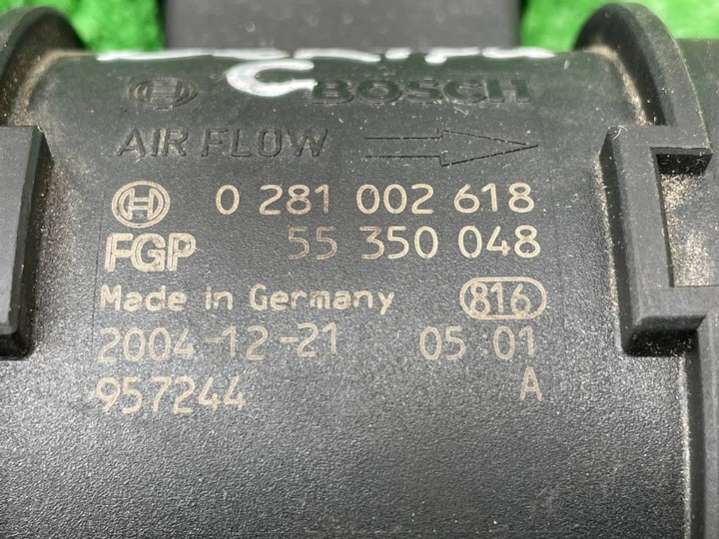 BOSCH
AIR FLOW
0 281 002 618
FGP 55 350 048
Made in Germany 816
2004-12-21 05 01
957244 A